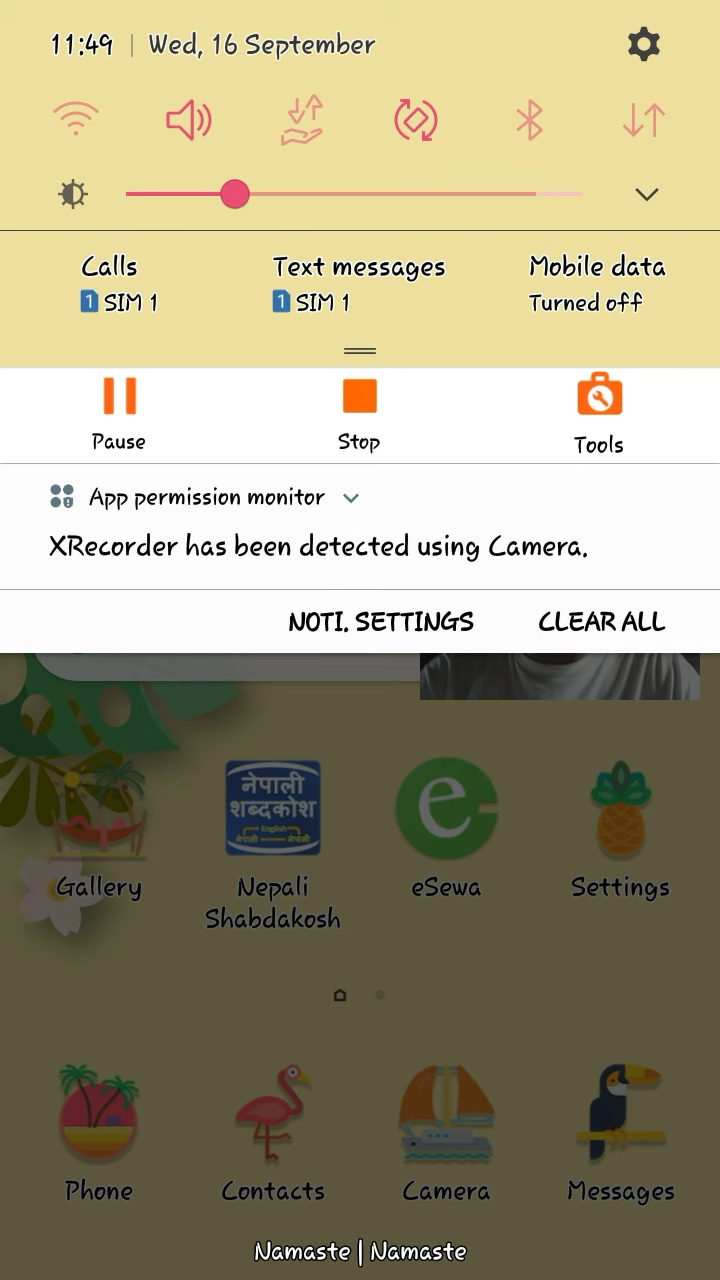 11:49 | Wed, 16 September
Calls Text messages Mobile data
1 SIM 1 1 SIM 1 Turned off
Pause Stop Tools
App permission monitor
XRecorder has been detected using Camera.
NOTI. SETTINGS CLEAR ALL
नेपाली
शब्दकोश
English
नेपाली नेपाली
e
Gallery Nepali Shabdakosh eSewa Settings
Phone Contacts Camera Messages
Namaste | Namaste